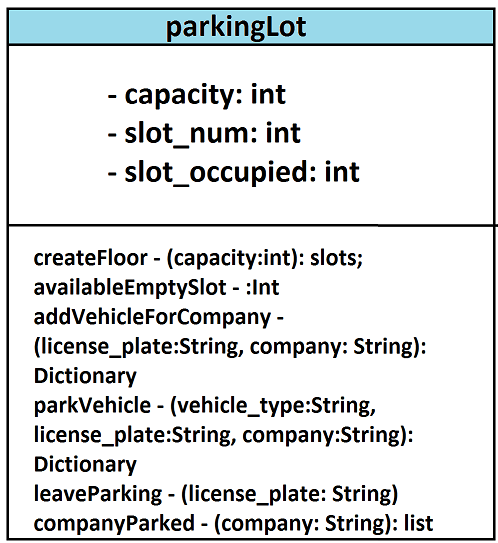 parkingLot
- capacity: int
- slot_num: int
- slot_occupied: int
createFloor - (capacity:int): slots;
availableEmptySlot - :Int
addVehicleForCompany -
(license_plate:String, company: String):
Dictionary
parkVehicle - (vehicle_type:String,
license_plate:String, company:String):
Dictionary
leaveParking - (license_plate: String)
companyParked - (company: String): list